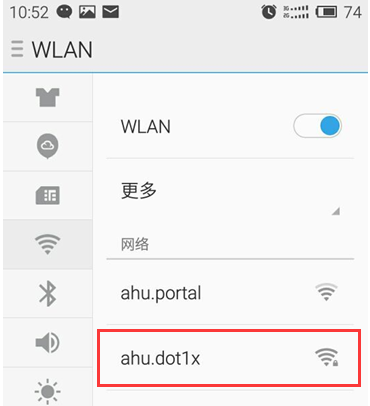 10:52 74
WLAN
WLAN
更多
网络
ahu.portal
ahu.dot1x